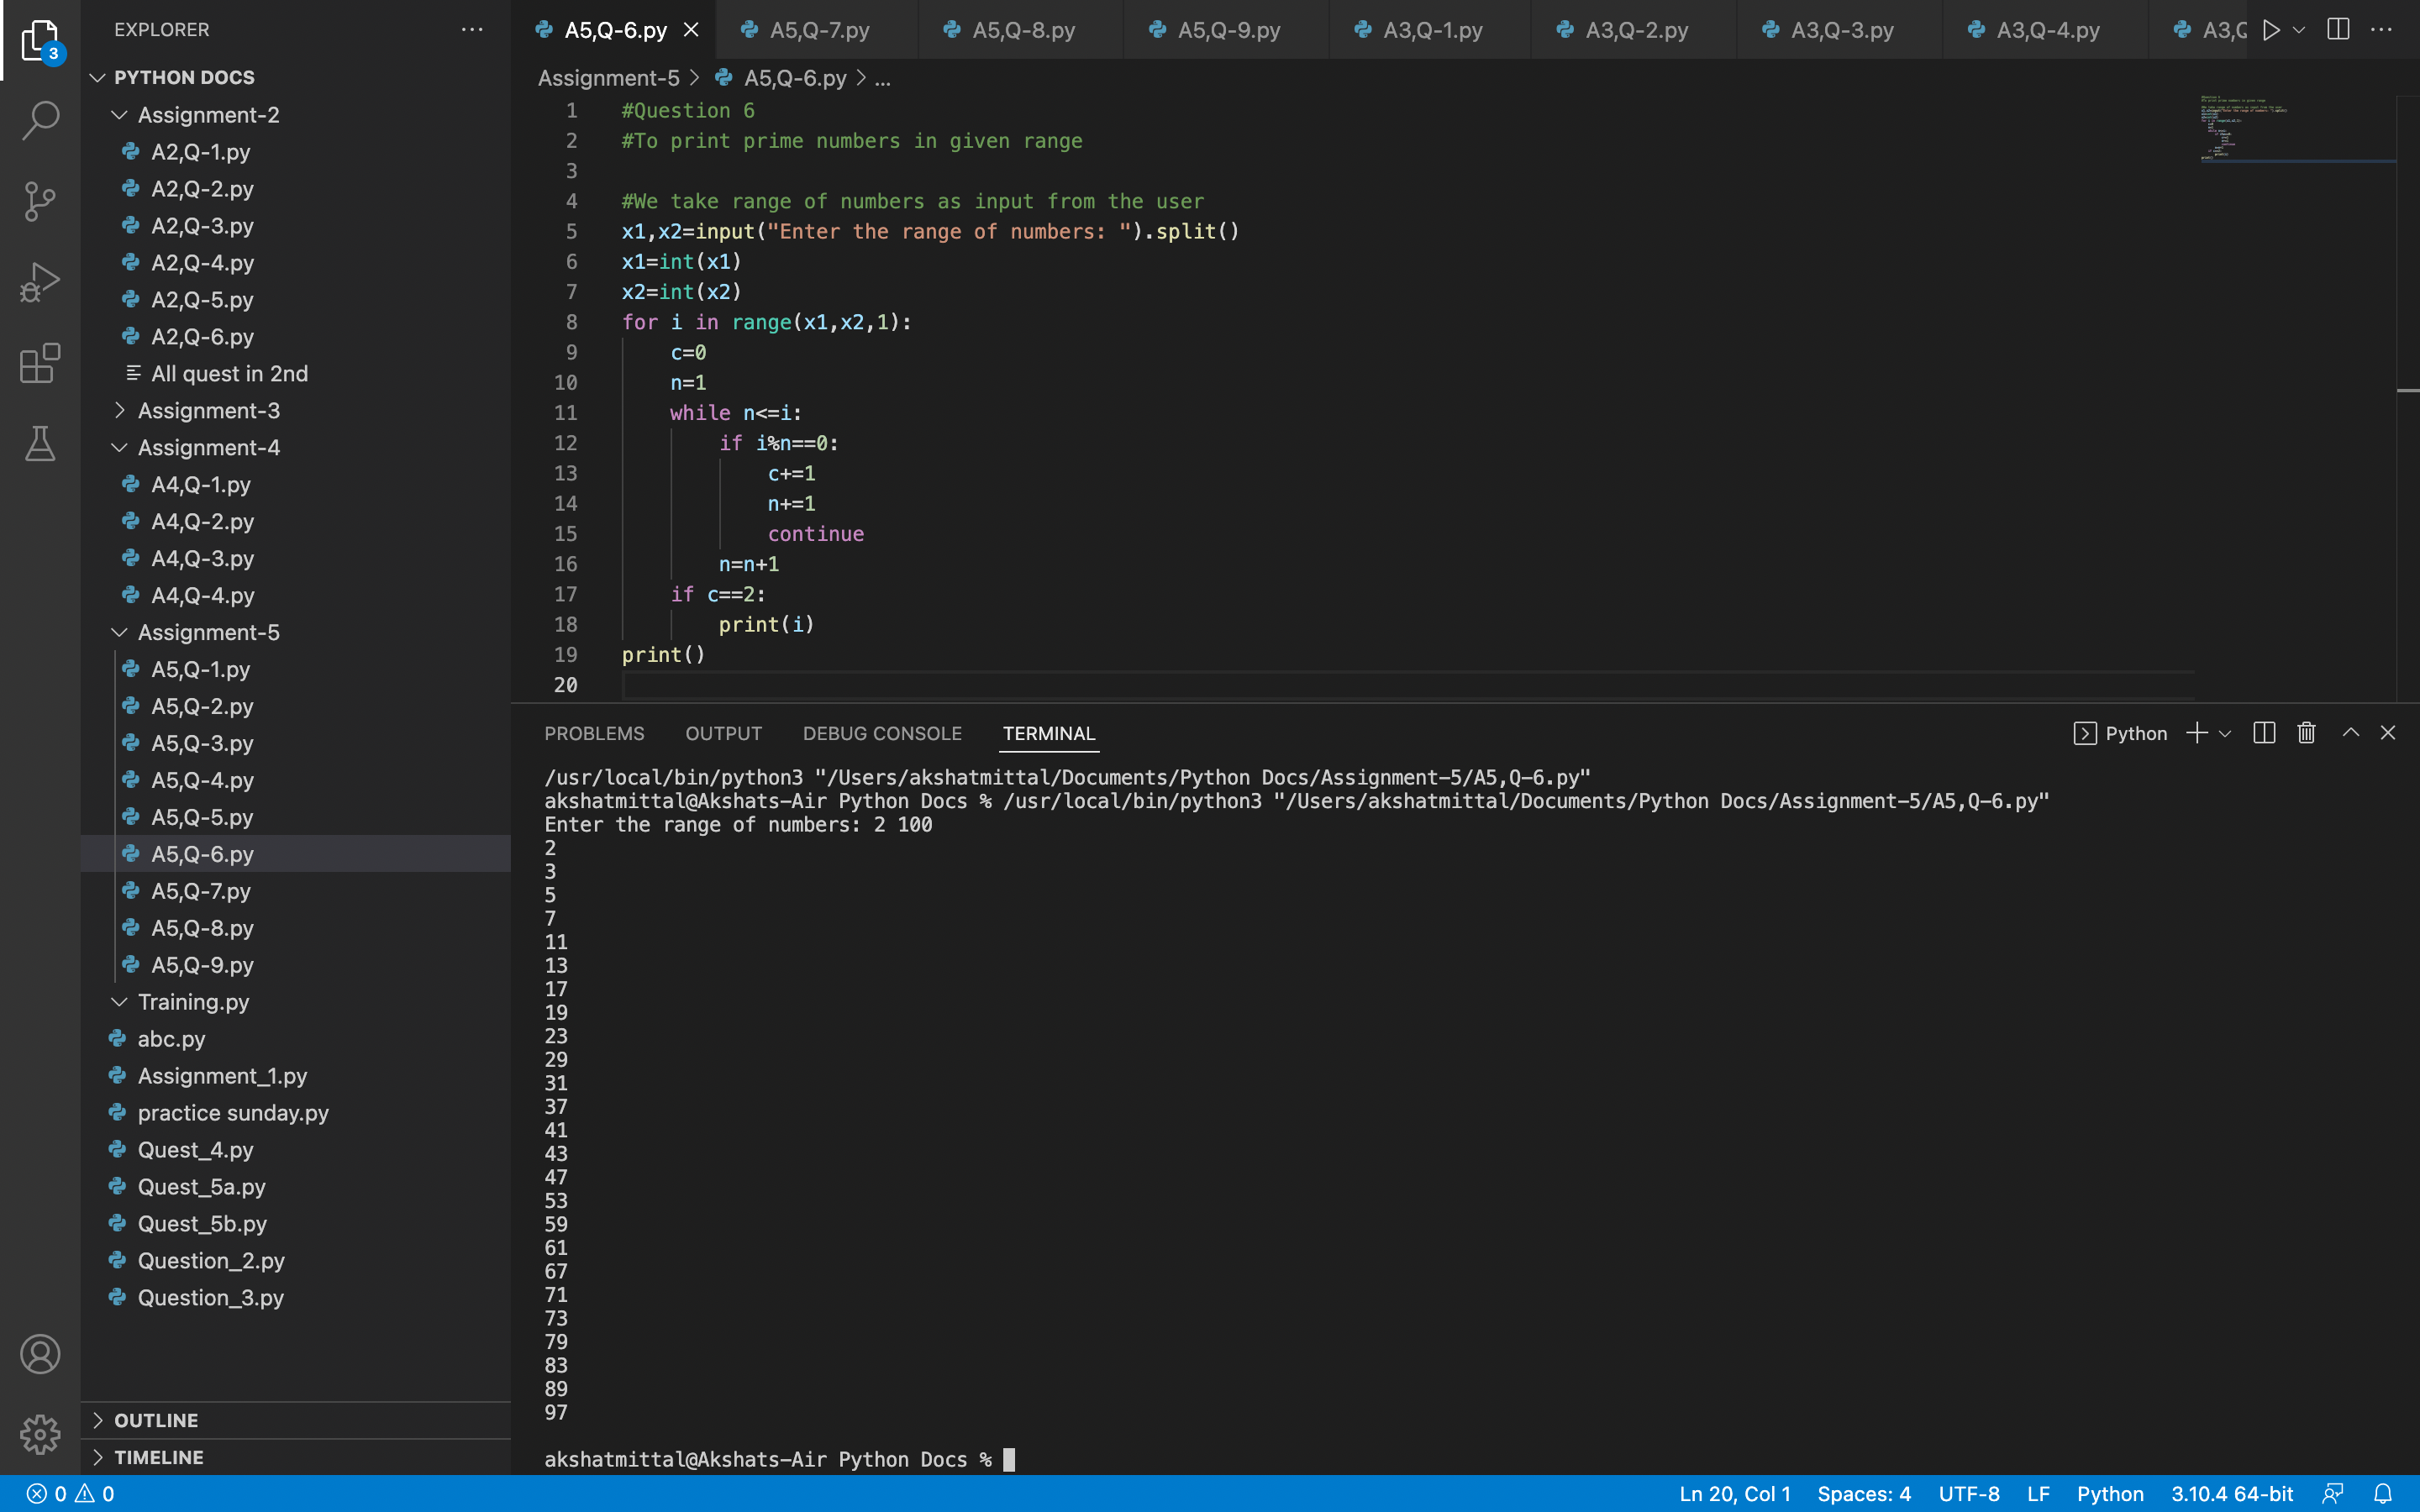 3
EXPLORER
PYTHON DOCS
Assignment-2
A2,Q-1.py
A2,Q-2.py
A2,Q-3.py
A2,Q-4.py
A2,Q-5.py
A2,Q-6.py
All quest in 2nd
Assignment-3
Assignment-4
A4,Q-1.py
A4,Q-2.py
A4,Q-3.py
A4,Q-4.py
Assignment-5
A5,Q-1.py
A5,Q-2.py
A5,Q-3.py
A5,Q-4.py
A5,Q-5.py
A5,Q-6.py
A5,Q-7.py
A5,Q-8.py
A5,Q-9.py
Training.py
abc.py
Assignment_1.py
practice sunday.py
Quest_4.py
Quest_5a.py
Quest_5b.py
Question_2.py
Question_3.py
OUTLINE
TIMELINE
A5,Q-6.py A5,Q-7.py A5,Q-8.py A5,Q-9.py A3,Q-1.py A3,Q-2.py A3,Q-3.py A3,Q-4.py A3,Q
Assignment-5 > A5,Q-6.py > ...
1 #Question 6
2 #To print prime numbers in given range
3
4 #We take range of numbers as input from the user
5 x1,x2=input("Enter the range of numbers: ").split()
6 x1=int(x1)
7 x2=int(x2)
8 for i in range(x1,x2,1):
9     c=0
10     n=1
11     while n<=i:
12         if i%n==0:
13             c+=1
14             n+=1
15             continue
16         n=n+1
17     if c==2:
18         print(i)
19 print()
20
PROBLEMS OUTPUT DEBUG CONSOLE TERMINAL Python
/usr/local/bin/python3 "/Users/akshatmittal/Documents/Python Docs/Assignment-5/A5,Q-6.py"
akshatmittal@Akshats-Air Python Docs % /usr/local/bin/python3 "/Users/akshatmittal/Documents/Python Docs/Assignment-5/A5,Q-6.py"
Enter the range of numbers: 2 100
2
3
5
7
11
13
17
19
23
29
31
37
41
43
47
53
59
61
67
71
73
79
83
89
97
akshatmittal@Akshats-Air Python Docs %
0 0 Ln 20, Col 1 Spaces: 4 UTF-8 LF Python 3.10.4 64-bit